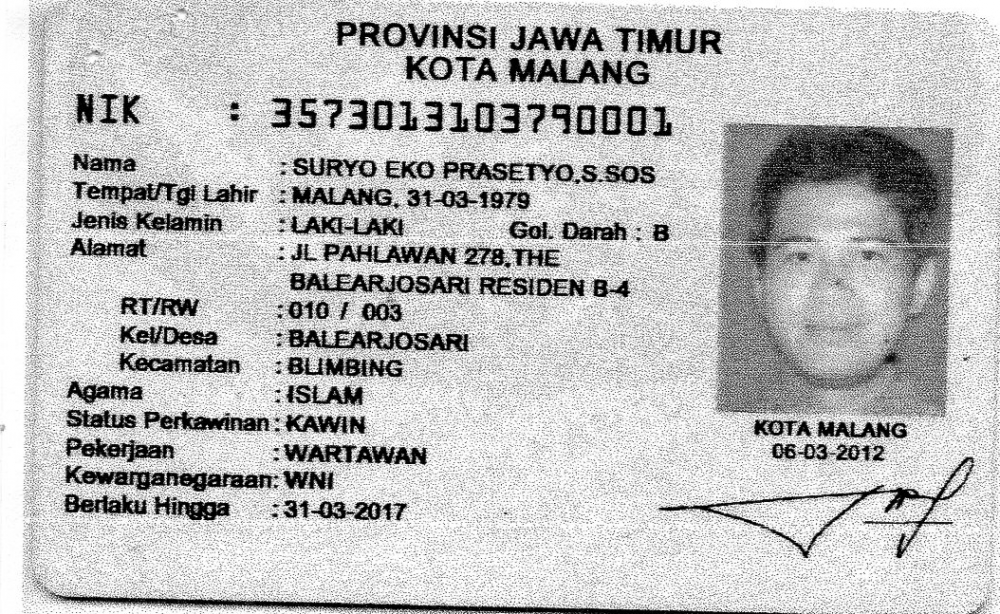 PROVINSI JAWA TIMUR
KOTA MALANG
NIK : 3573013103790001
Nama : SURYO EKO PRASETYO,S.SOS
Tempat/Tgl Lahir : MALANG, 31-03-1979
Jenis Kelamin : LAKI-LAKI Gol. Darah : B
Alamat : JL PAHLAWAN 278,THE
BALEARJOSARI RESIDEN B-4
RT/RW : 010 / 003
Kel/Desa : BALEARJOSARI
Kecamatan : BLIMBING
Agama : ISLAM
Status Perkawinan : KAWIN
Pekerjaan : WARTAWAN
Kewarganegaraan: WNI
Berlaku Hingga : 31-03-2017
KOTA MALANG
06-03-2012